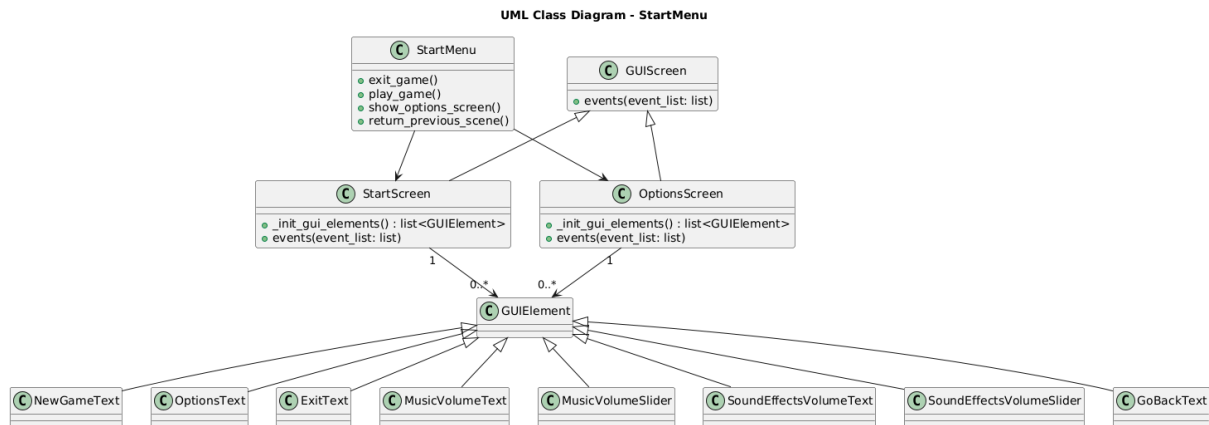 UML Class Diagram - StartMenu
C StartMenu
exit_game()
play_game()
show_options_screen()
return_previous_scene()
C GUIScreen
events(event_list: list)
C StartScreen
_init_gui_elements() : list<GUIElement>
events(event_list: list)
C OptionsScreen
_init_gui_elements() : list<GUIElement>
events(event_list: list)
1
1
0..*
0..*
C GUIElement
C NewGameText
C OptionsText
C ExitText
C MusicVolumeText
C MusicVolumeSlider
C SoundEffectsVolumeText
C SoundEffectsVolumeSlider
C GoBackText